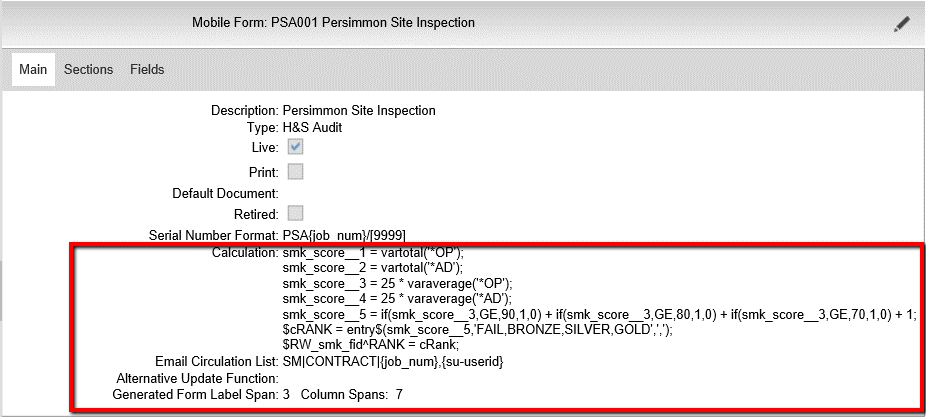 Mobile Form: PSA001 Persimmon Site Inspection
Main Sections Fields
Description: Persimmon Site Inspection
Type: H&S Audit
Live:
Print:
Default Document:
Retired:
Serial Number Format: PSA{job_num}/[9999]
Calculation: smk_score__1 = vartotal('*OP');
smk_score__2 = vartotal('*AD');
smk_score__3 = 25 * varaverage('*OP');
smk_score__4 = 25 * varaverage('*AD');
smk_score__5 = if(smk_score__3,GE,90,1,0) + if(smk_score__3,GE,80,1,0) + if(smk_score__3,GE,70,1,0) + 1;
$cRANK = entry$(smk_score__5,'FAIL,BRONZE,SILVER,GOLD',',');
$RW_smk_fid^RANK = cRank;
Email Circulation List: SM|CONTRACT|{job_num},{su-userid}
Alternative Update Function:
Generated Form Label Span: 3 Column Spans: 7